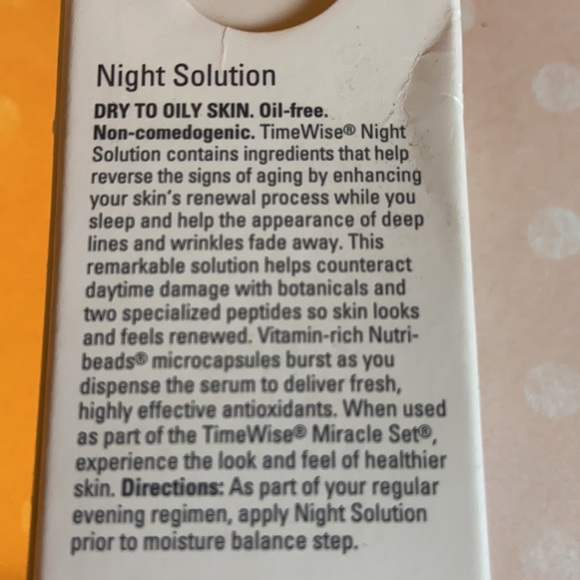 Night Solution
DRY TO OILY SKIN. Oil-free.
Non-comedogenic. TimeWise® Night
Solution contains ingredients that help
reverse the signs of aging by enhancing
your skin's renewal process while you
sleep and help the appearance of deep
lines and wrinkles fade away. This
remarkable solution helps counteract
daytime damage with botanicals and
two specialized peptides so skin looks
and feels renewed. Vitamin-rich Nutri-
beads® microcapsules burst as you
dispense the serum to deliver fresh,
highly effective antioxidants. When used
as part of the TimeWise® Miracle Set®,
experience the look and feel of healthier
skin. Directions: As part of your regular
evening regimen, apply Night Solution
prior to moisture balance step.